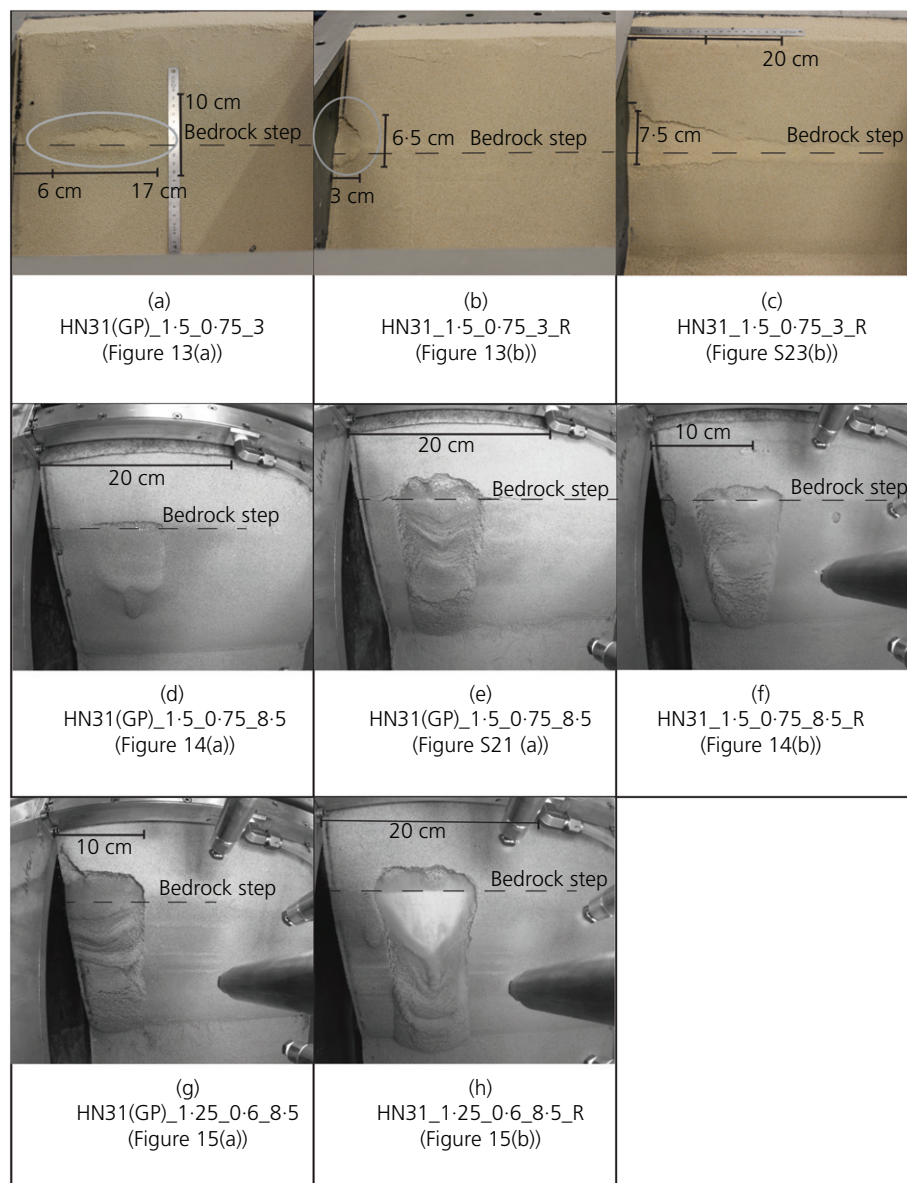 10 cm
Bedrock step
6 cm
17 cm
6·5 cm
Bedrock step
3 cm
20 cm
7·5 cm
Bedrock step
(a)
HN31(GP)_1·5_0·75_3
(Figure 13(a))
(b)
HN31_1·5_0·75_3_R
(Figure 13(b))
(c)
HN31_1·5_0·75_3_R
(Figure S23(b))
20 cm
Bedrock step
20 cm
Bedrock step
10 cm
Bedrock step
(d)
HN31(GP)_1·5_0·75_8·5
(Figure 14(a))
(e)
HN31(GP)_1·5_0·75_8·5
(Figure S21 (a))
(f)
HN31_1·5_0·75_8·5_R
(Figure 14(b))
10 cm
Bedrock step
20 cm
Bedrock step
(g)
HN31(GP)_1·25_0·6_8·5
(Figure 15(a))
(h)
HN31_1·25_0·6_8·5_R
(Figure 15(b))